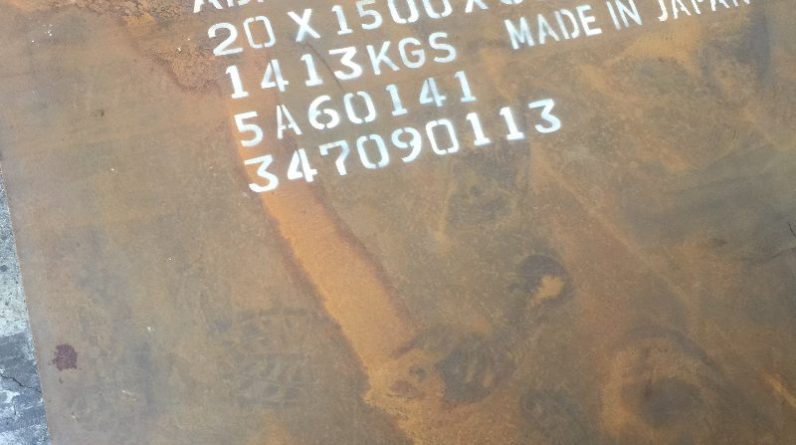 20 X 1500 X
1413KGS MADE IN JAPAN
5A60141
347090113